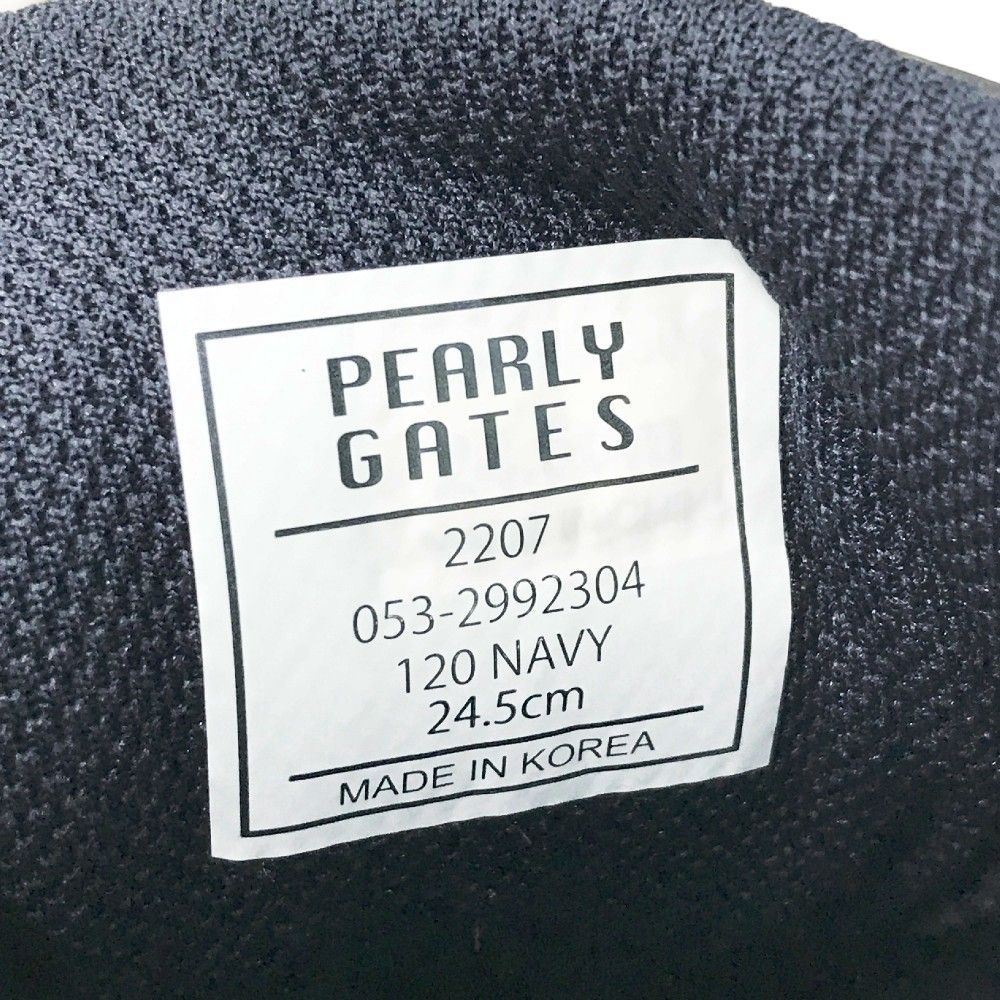 PEARLY
GATES
2207
053-2992304
120 NAVY
24.5cm
MADE IN KOREA